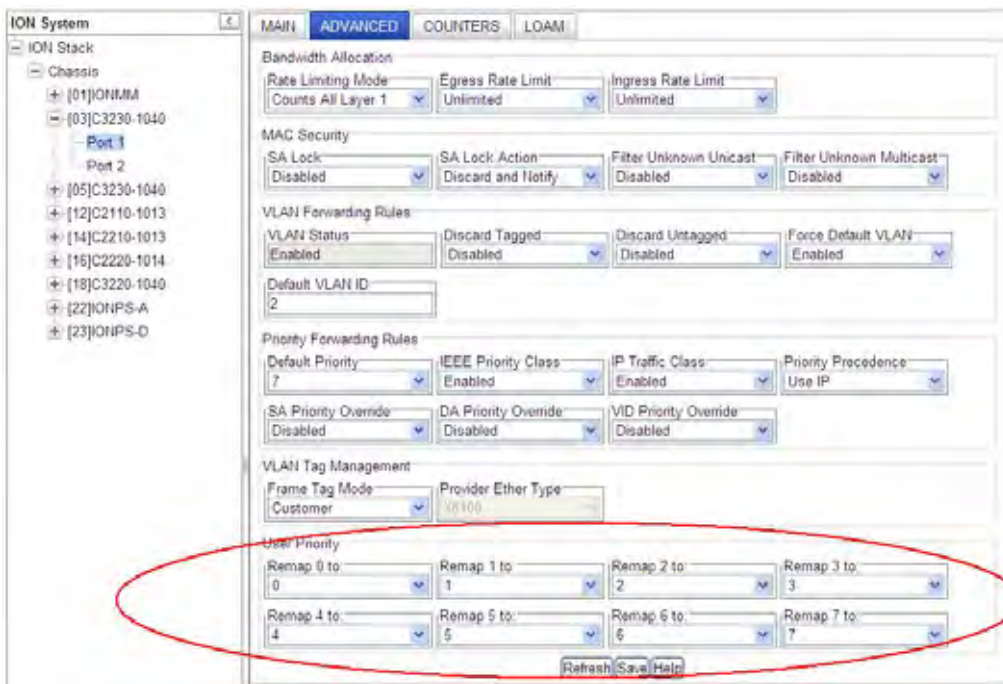 ION System
ION Stack
Chassis
[01]IONMM
[03]C3230-1040
Port 1
Port 2
[05]C3230-1040
[12]C2110-1013
[14]C2210-1013
[16]C2220-1014
[18]C3220-1040
[22]IONPS-A
[23]IONPS-D
MAIN ADVANCED COUNTERS LOAM
Bandwidth Allocation
Rate Limiting Mode Egress Rate Limit Ingress Rate Limit
Counts All Layer 1 Unlimited Unlimited
MAC Security
SA Lock SA Lock Action Filter Unknown Unicast Filter Unknown Multicast
Disabled Discard and Notify Disabled Disabled
VLAN Forwarding Rules
VLAN Status Discard Tagged Discard Untagged Force Default VLAN
Enabled Disabled Disabled Enabled
Default VLAN ID
2
Priority Forwarding Rules
Default Priority IEEE Priority Class IP Traffic Class Priority Precedence
7 Enabled Enabled Use IP
SA Priority Override DA Priority Override VID Priority Override
Disabled Disabled Disabled
VLAN Tag Management
Frame Tag Mode Provider Ether Type
Customer
User Priority
Remap 0 to Remap 1 to Remap 2 to Remap 3 to
0 1 2 3
Remap 4 to Remap 5 to Remap 6 to Remap 7 to
4 5 6 7
Refresh Save Help